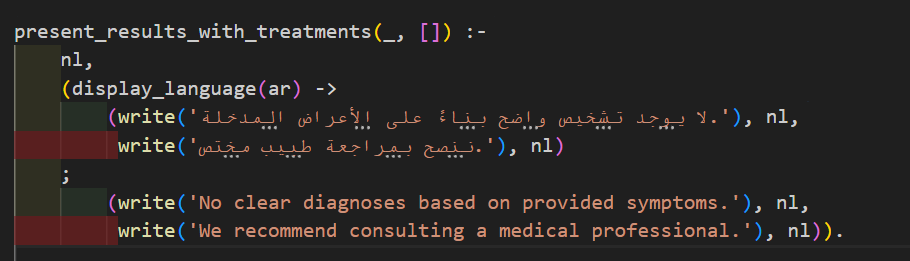 present_results_with_treatments(_, []) :-
    nl,
    (display_language(ar) ->
        (write('لا يوجد تشخيص واضح بناءً على الأعراض المدخلة.'), nl,
         write('ننصح بمراجعة طبيب مختص.'), nl)
    ;
        (write('No clear diagnoses based on provided symptoms.'), nl,
         write('We recommend consulting a medical professional.'), nl)).